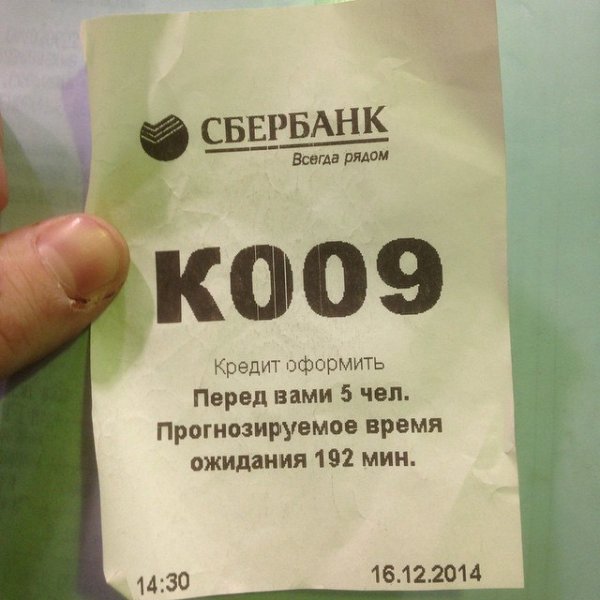 СБЕРБАНК
Всегда рядом
К009
Кредит оформить
Перед вами 5 чел.
Прогнозируемое время
ожидания 192 мин.
14:30 16.12.2014